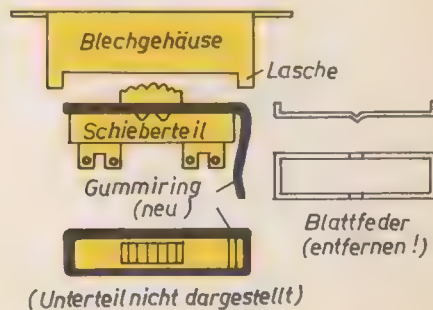 Blechgehäuse
Lasche
Schieberteil
Gummiring
(neu)
Blattfeder
(entfernen!)
(Unterteil nicht dargestellt)